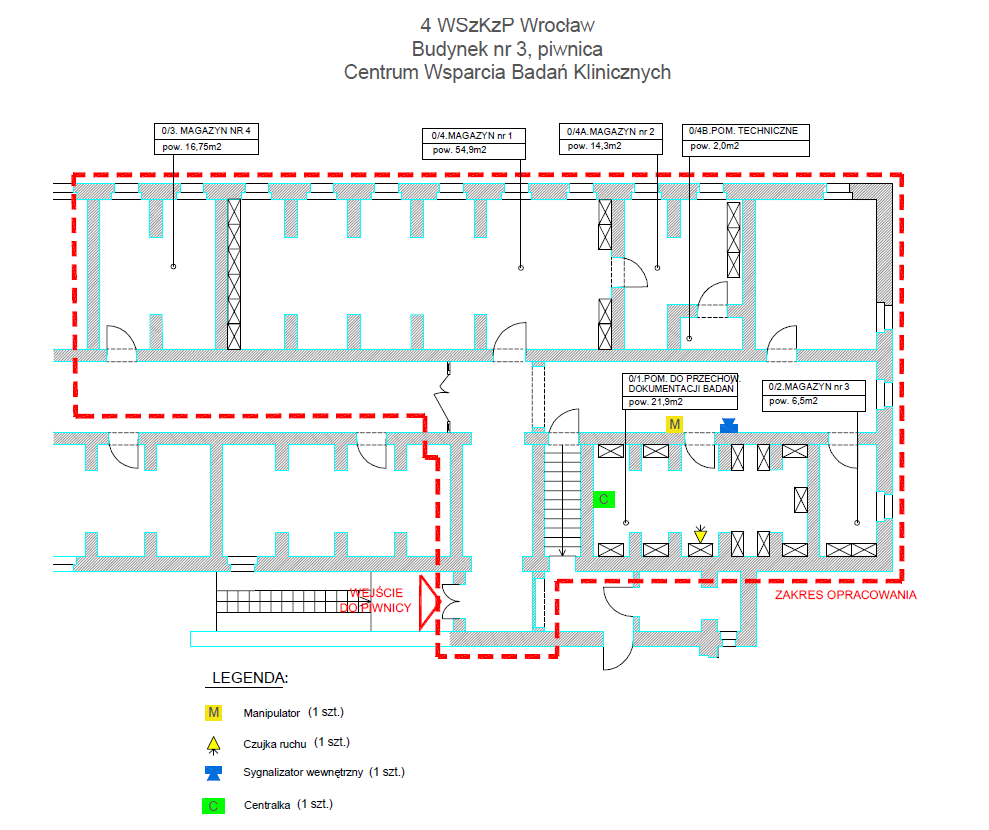 4 WSzKzP Wrocław
Budynek nr 3, piwnica
Centrum Wsparcia Badań Klinicznych
0/3. MAGAZYN NR 4
pow. 16,75m2
0/4.MAGAZYN nr 1
pow. 54,9m2
0/4A.MAGAZYN nr 2
pow. 14,3m2
0/4B.POM. TECHNICZNE
pow. 2,0m2
0/1.POM. DO PRZECHOW.
DOKUMENTACJI BADAN
pow. 21,9m2
0/2.MAGAZYN nr 3
pow. 6,5m2
M
C
WEJŚCIE
DO PIWNICY
ZAKRES OPRACOWANIA
LEGENDA:
M Manipulator (1 szt.)
Czujka ruchu (1 szt.)
Sygnalizator wewnętrzny (1 szt.)
C Centralka (1 szt.)